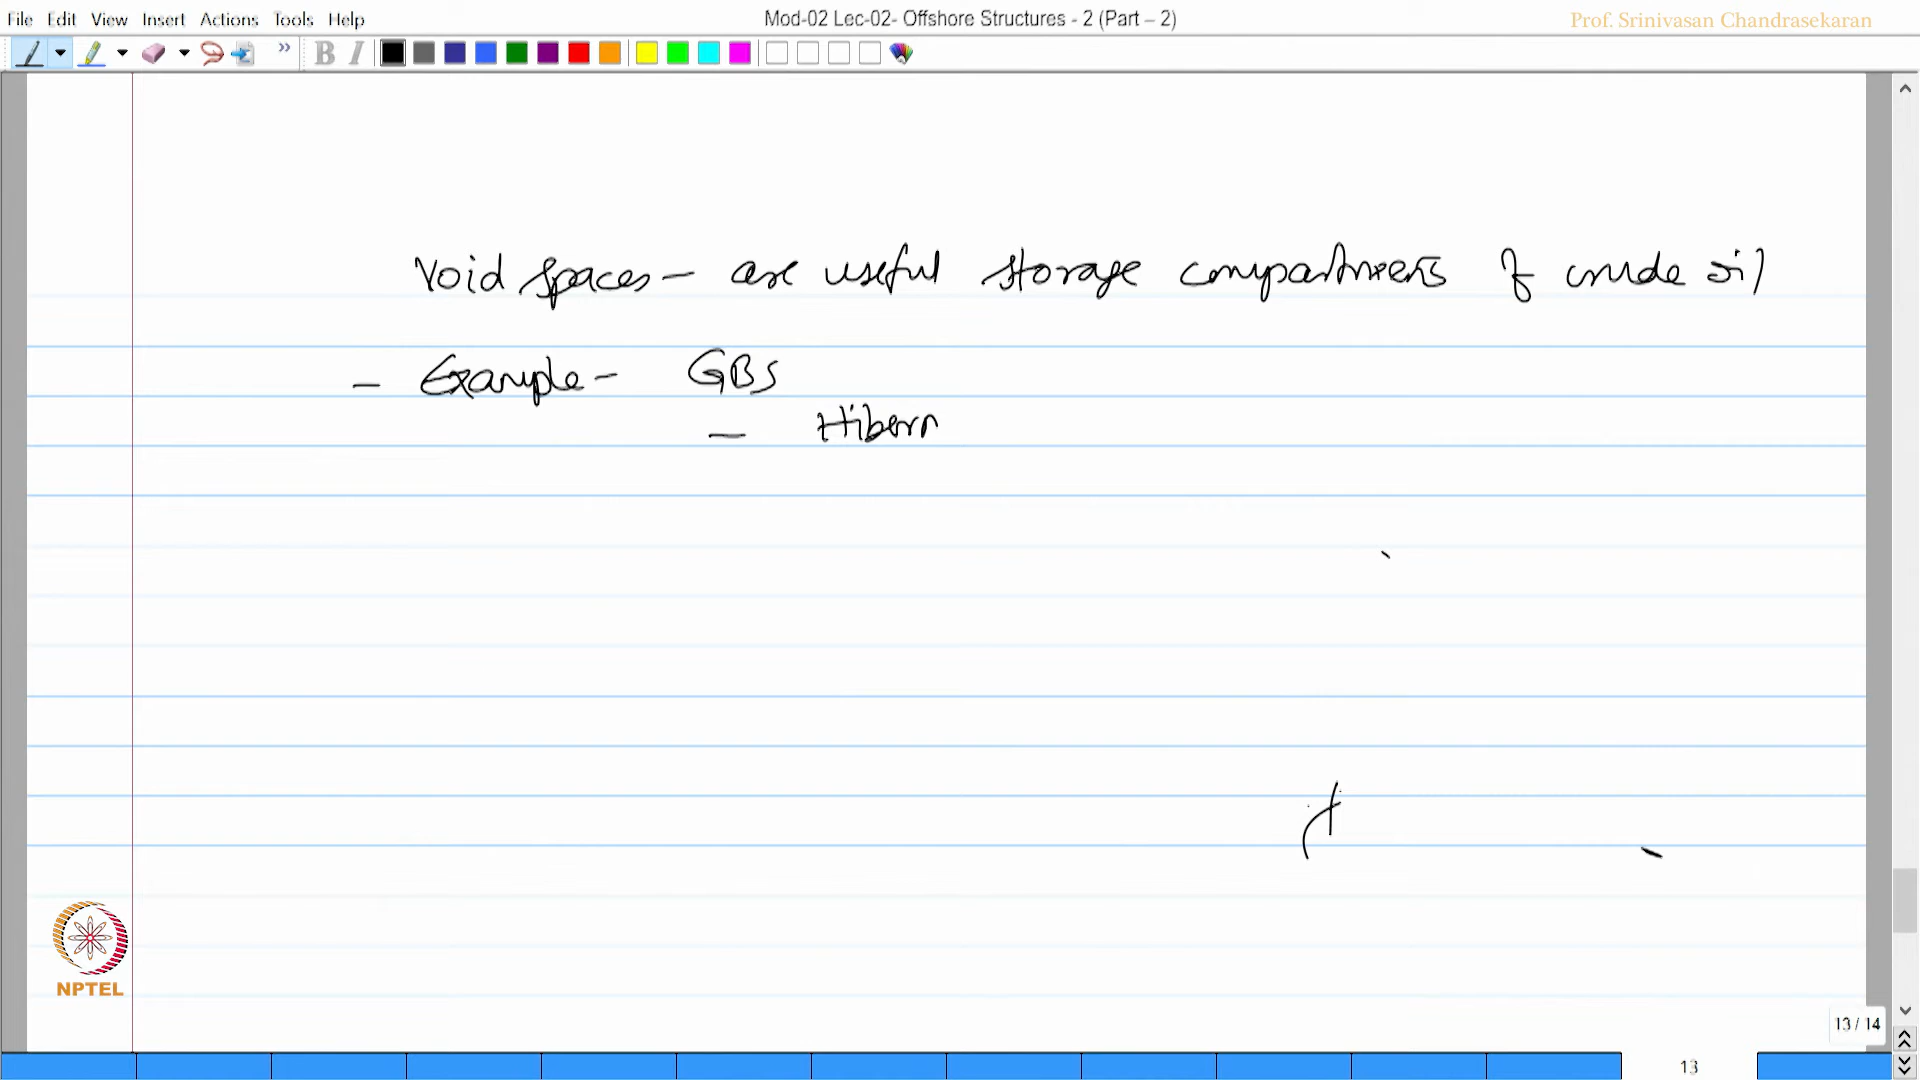 File Edit View Insert Actions Tools Help
Mod-02 Lec-02- Offshore Structures - 2 (Part – 2)
Prof. Srinivasan Chandrasekaran
B I
Void spaces - are useful storage compartments of crude oil
- Example - GBS
- Hibern
NPTEL
13 / 14
13